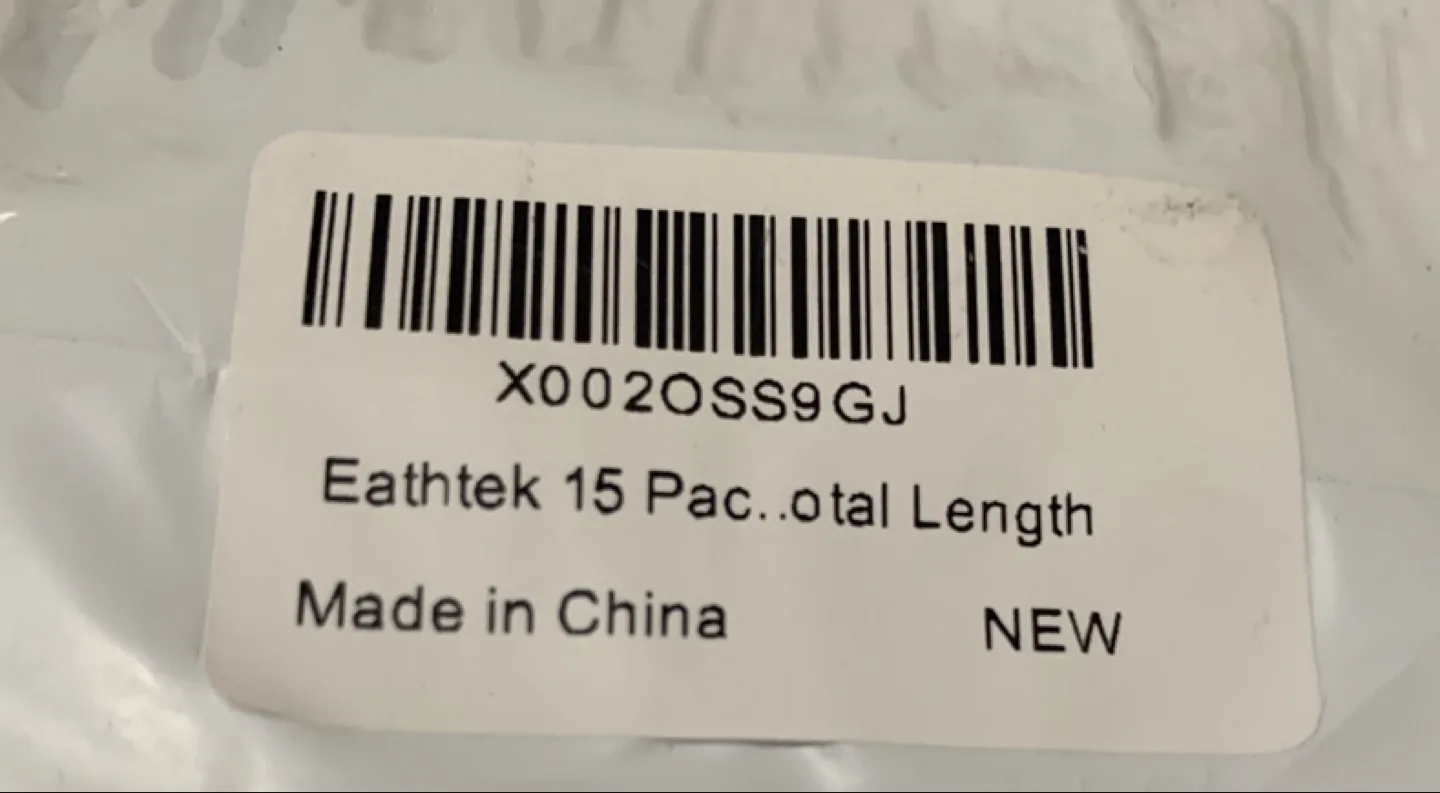 X002OSS9GJ
Eathtek 15 Pac..otal Length
Made in China
NEW